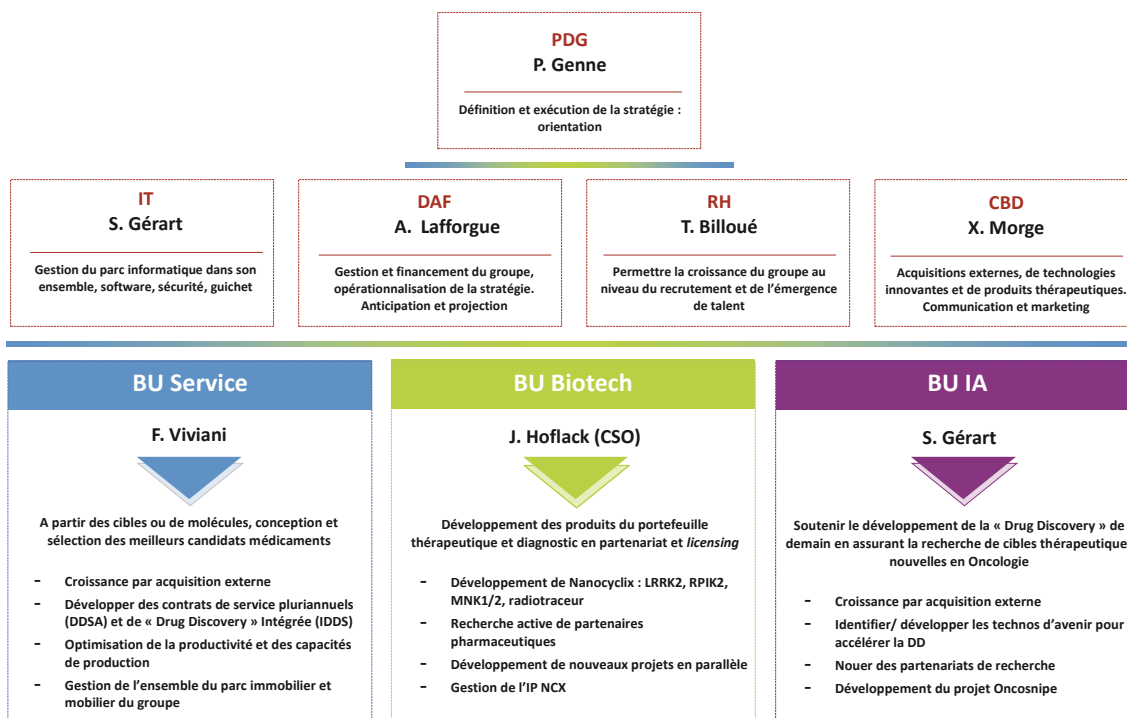 PDG
P. Genne
Définition et exécution de la stratégie :
orientation
IT
S. Gérart
Gestion du parc informatique dans son
ensemble, software, sécurité, guichet
DAF
A. Lafforgue
Gestion et financement du groupe,
opérationnalisation de la stratégie.
Anticipation et projection
RH
T. Billoué
Permettre la croissance du groupe au
niveau du recrutement et de l'émergence
de talent
CBD
X. Morge
Acquisitions externes, de technologies
innovantes et de produits thérapeutiques.
Communication et marketing
BU Service
F. Viviani
A partir des cibles ou de molécules, conception et
sélection des meilleurs candidats médicaments
- Croissance par acquisition externe
- Développer des contrats de service pluriannuels
(DDSA) et de « Drug Discovery » Intégrée (IDDS)
- Optimisation de la productivité et des capacités
de production
- Gestion de l'ensemble du parc immobilier et
mobilier du groupe
BU Biotech
J. Hoflack (CSO)
Développement des produits du portefeuille
thérapeutique et diagnostic en partenariat et licensing
- Développement de Nanocyclix : LRRK2, RPIK2,
MNK1/2, radiotraceur
- Recherche active de partenaires
pharmaceutiques
- Développement de nouveaux projets en parallèle
- Gestion de l'IP NCX
BU IA
S. Gérart
Soutenir le développement de la « Drug Discovery » de
demain en assurant la recherche de cibles thérapeutique
nouvelles en Oncologie
- Croissance par acquisition externe
- Identifier/ développer les technos d'avenir pour
accélérer la DD
- Nouer des partenariats de recherche
- Développement du projet Oncosnipe